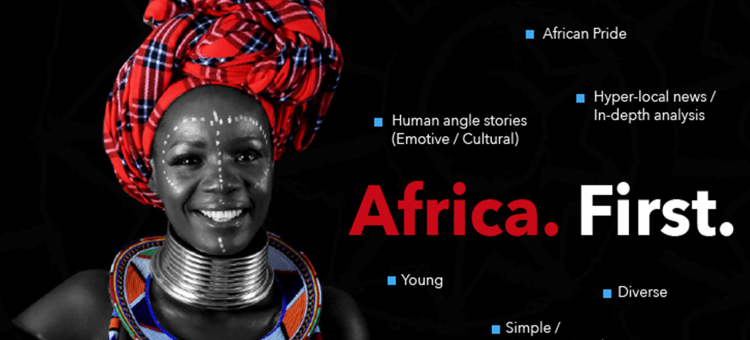 African Pride
Hyper-local news /
In-depth analysis
Human angle stories
(Emotive / Cultural)
Africa. First.
Young
Diverse
Simple /